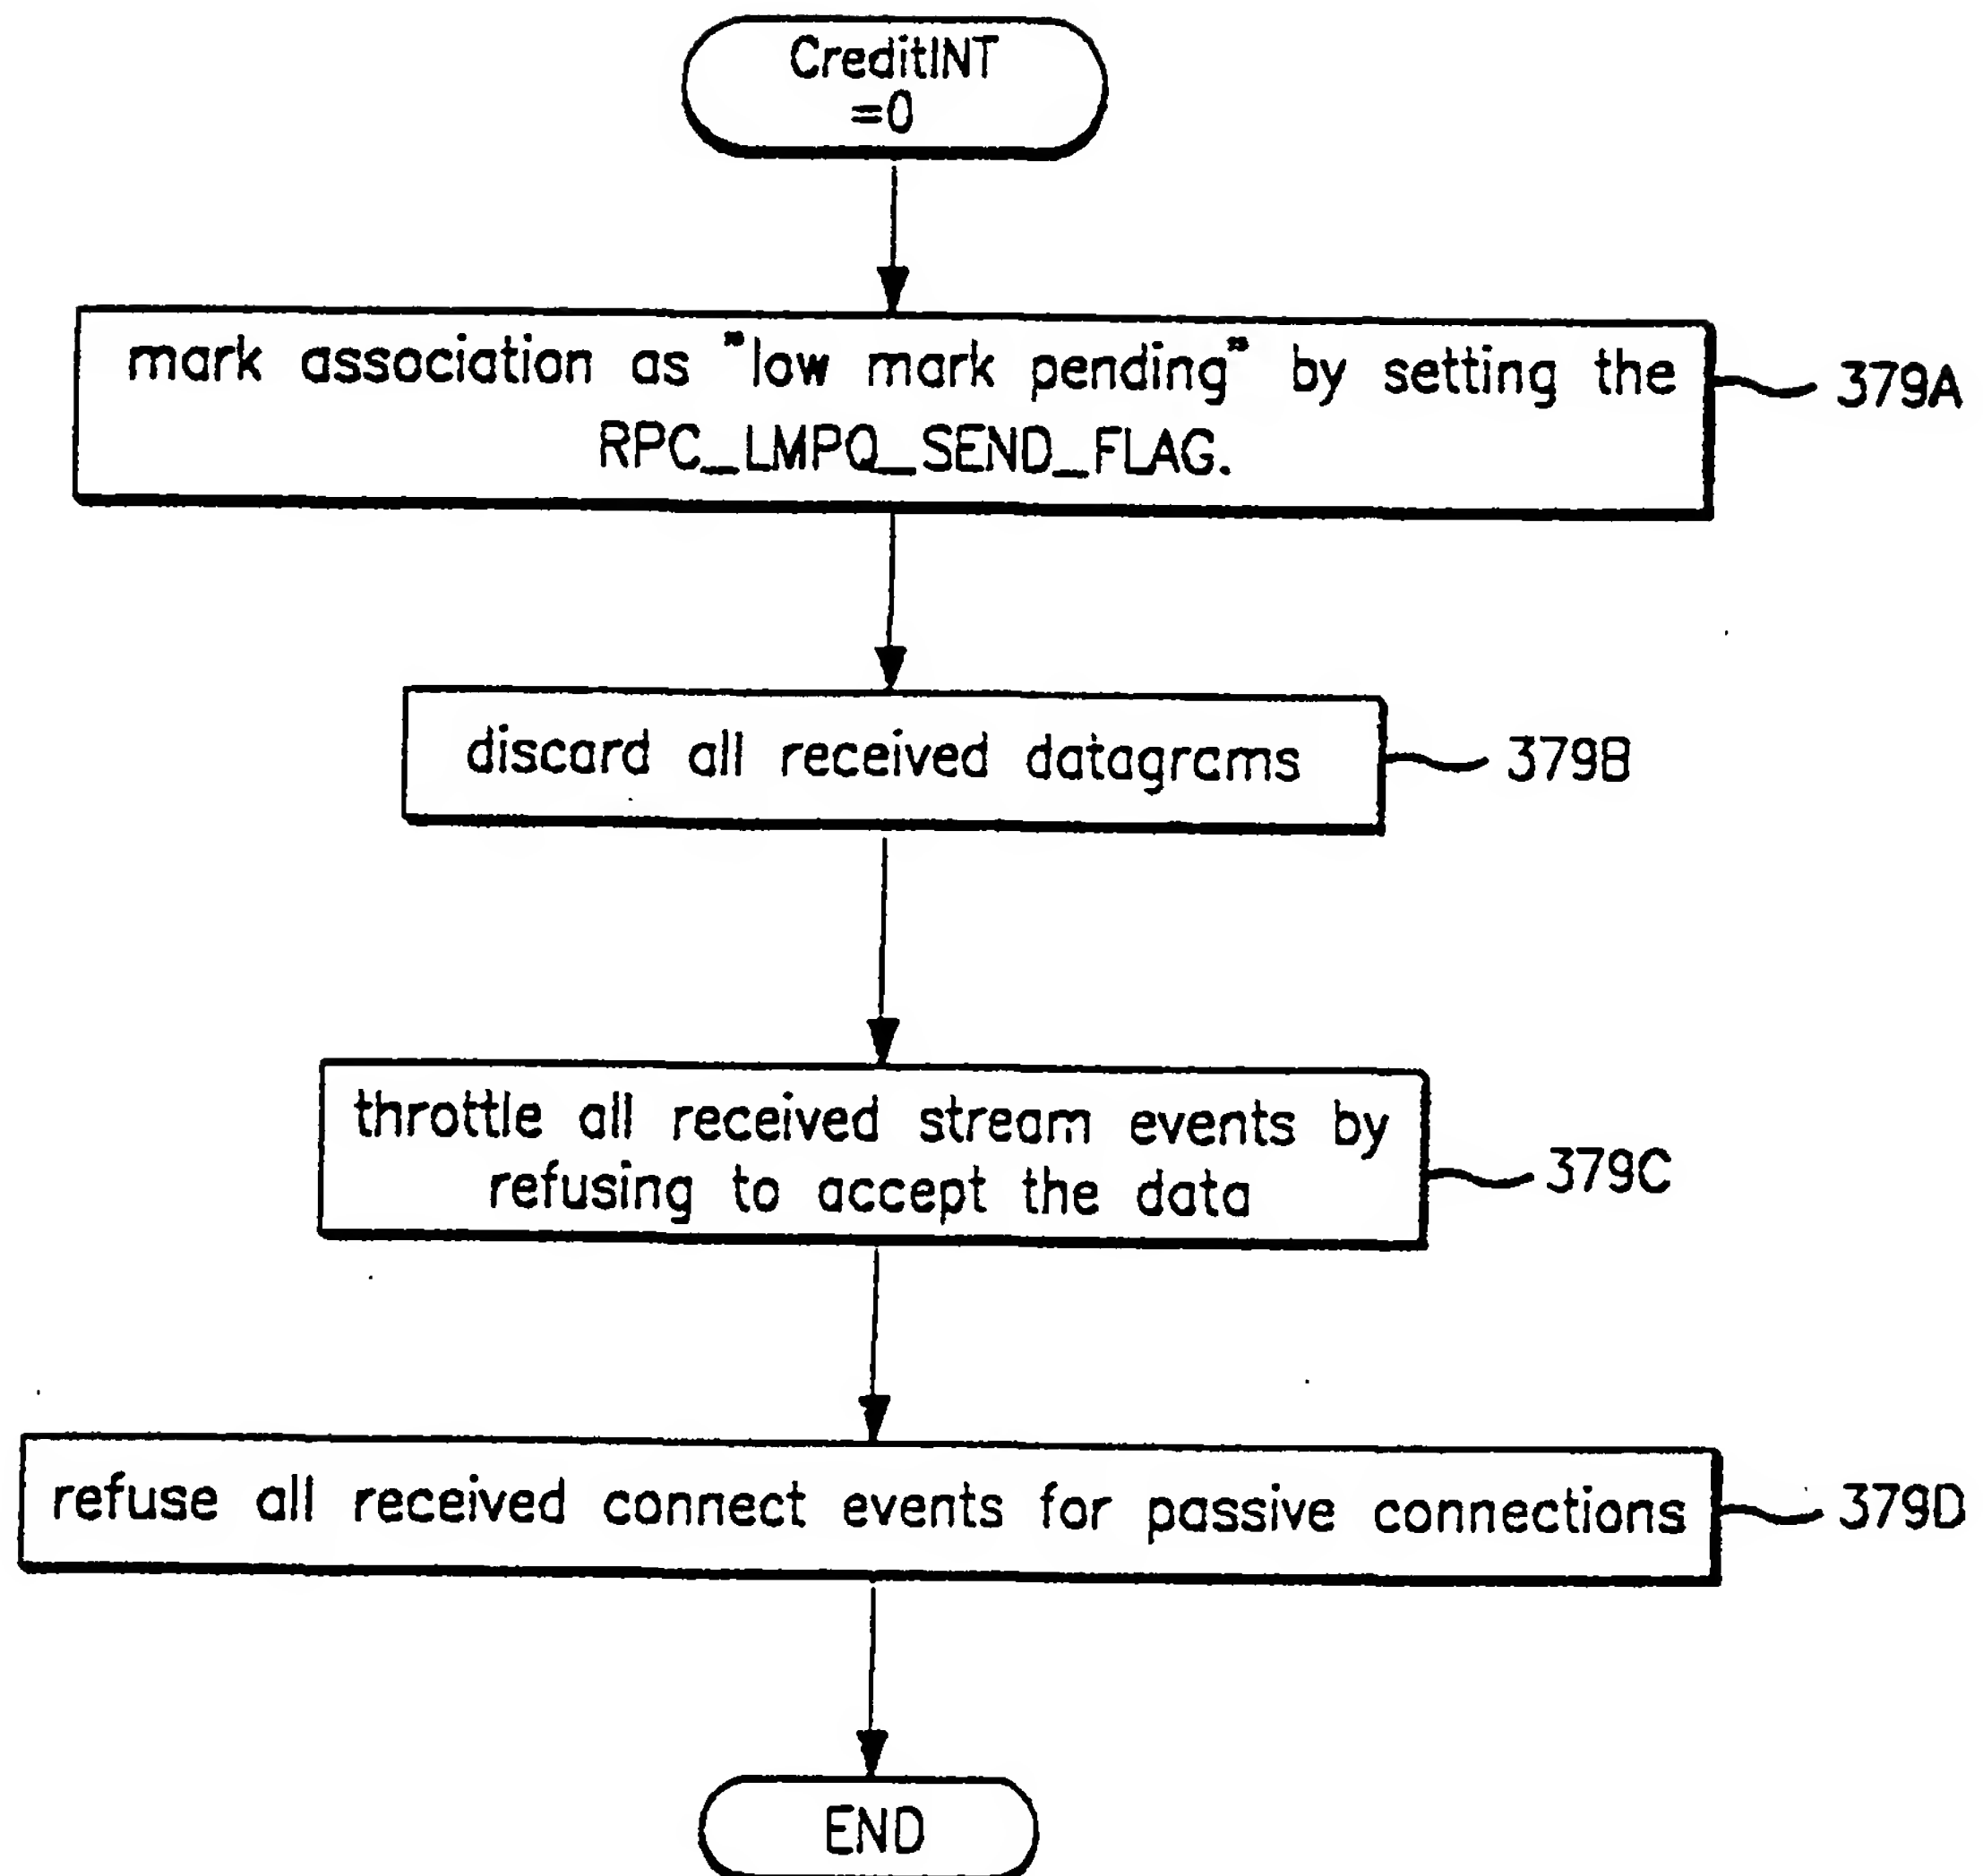 CreditINT
=0
mark association as "low mark pending" by setting the
RPC_LMPQ_SEND_FLAG.
379A
discard all received datagrams
379B
throttle all received stream events by
refusing to accept the data
379C
refuse all received connect events for passive connections
379D
END